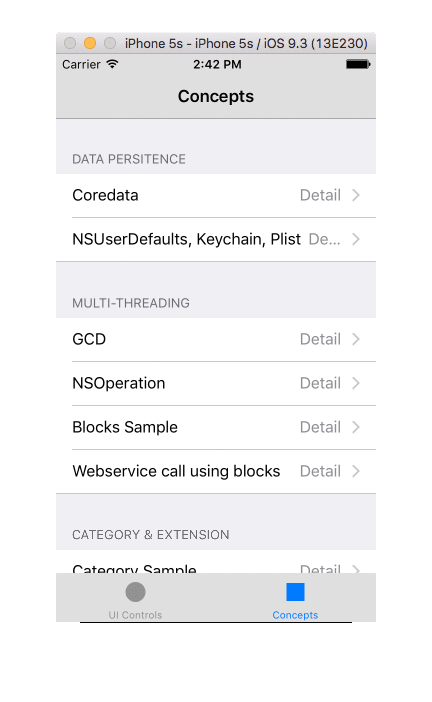 iPhone 5s - iPhone 5s / iOS 9.3 (13E230)
Carrier 2:42 PM
Concepts
DATA PERSITENCE
Coredata Detail
NSUserDefaults, Keychain, Plist De...
MULTI-THREADING
GCD Detail
NSOperation Detail
Blocks Sample Detail
Webservice call using blocks Detail
CATEGORY & EXTENSION
Category Sample Detail
UI Controls Concepts